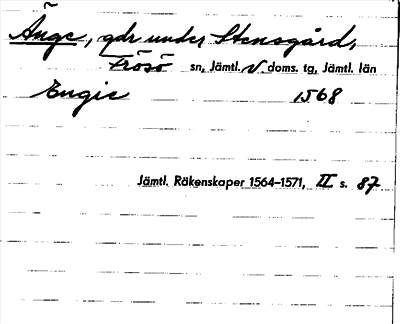 Änge, gdr under Stensgård,
Frösö sn, Jämtl. v doms. tg, Jämtl. län
Engie 1568
Jämtl. Räkenskaper 1564-1571, II s. 87